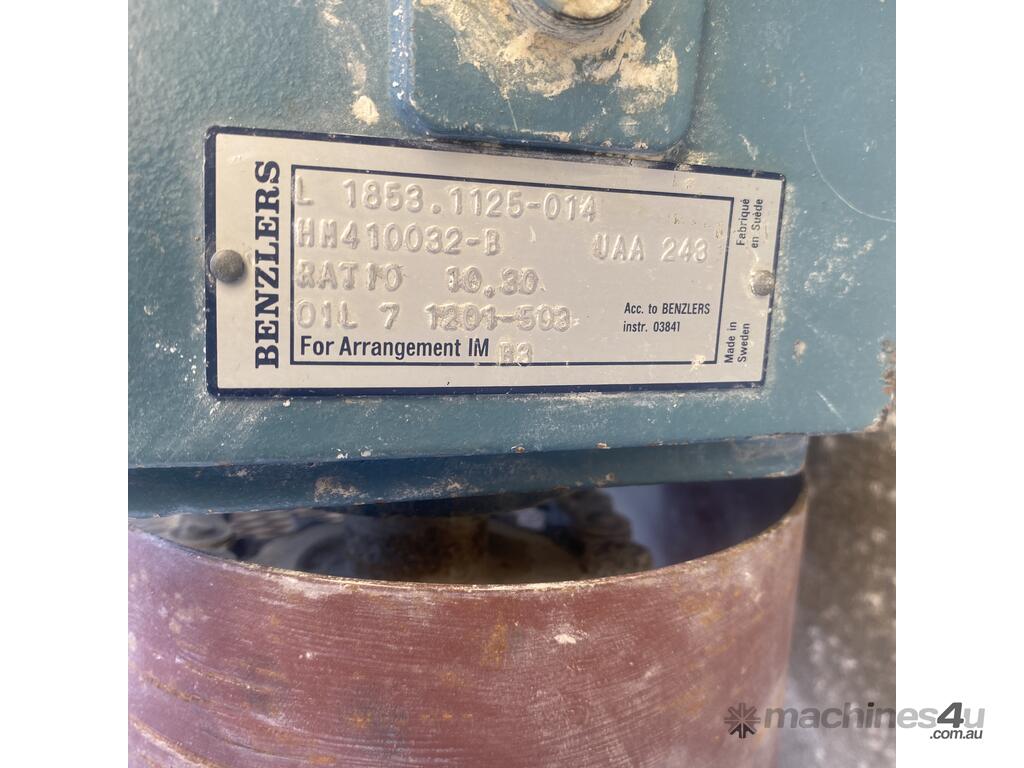 BENZLERS
L 1853.1125-014
HM410032-B UAA 243
RATIO 10.30
OIL 7 1201-503
Acc. to BENZLERS
instr. 03841
For Arrangement IM B3
Fabriqué
en Suède
Made in
Sweden
machines4u
.com.au